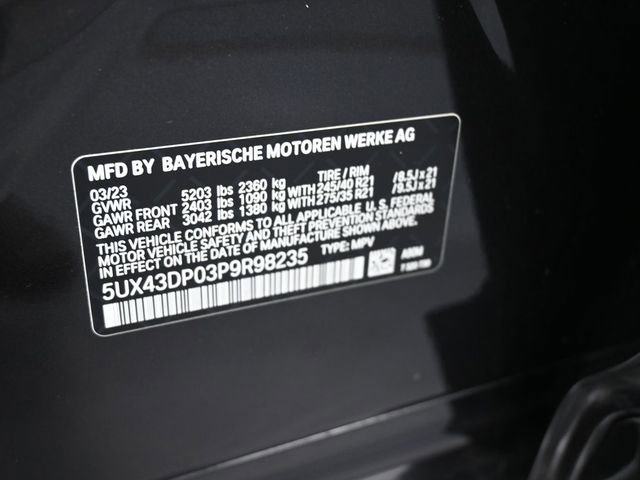 MFD BY BAYERISCHE MOTOREN WERKE AG
03/23 TIRE / RIM
GVWR 5203 lbs 2360 kg
GAWR FRONT 2403 lbs 1090 kg WITH 245/40 R21 /8.5J x 21
GAWR REAR 3042 lbs 1380 kg WITH 275/35 R21 /9.5J x 21
THIS VEHICLE CONFORMS TO ALL APPLICABLE U. S. FEDERAL
MOTOR VEHICLE SAFETY AND THEFT PREVENTION STANDARDS
IN EFFECT ON THE DATE OF MANUFACTURE SHOWN ABOVE.
5UX43DP03P9R98235 TYPE: MPV